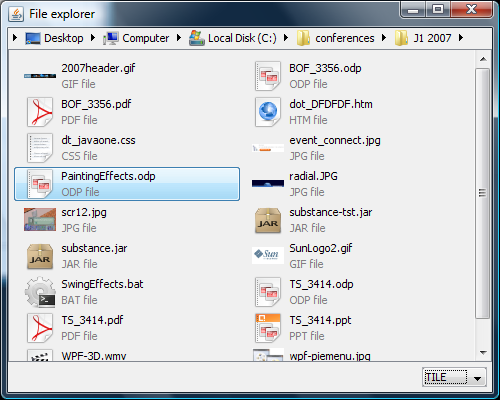 File explorer
Desktop Computer Local Disk (C:) conferences J1 2007
2007header.gif
GIF file
BOF_3356.odp
ODP file
BOF_3356.pdf
PDF file
dot_DFDFDF.htm
HTM file
dt_javaone.css
CSS file
event_connect.jpg
JPG file
PaintingEffects.odp
ODP file
radial.JPG
JPG file
scr12.jpg
JPG file
substance-tst.jar
JAR file
JAR
substance.jar
JAR file
JAR
SunLogo2.gif
GIF file
Sun
SwingEffects.bat
BAT file
TS_3414.odp
ODP file
TS_3414.pdf
PDF file
TS_3414.ppt
PPT file
WPF-3D.wmv
wpf-piemenu.jpg
TILE